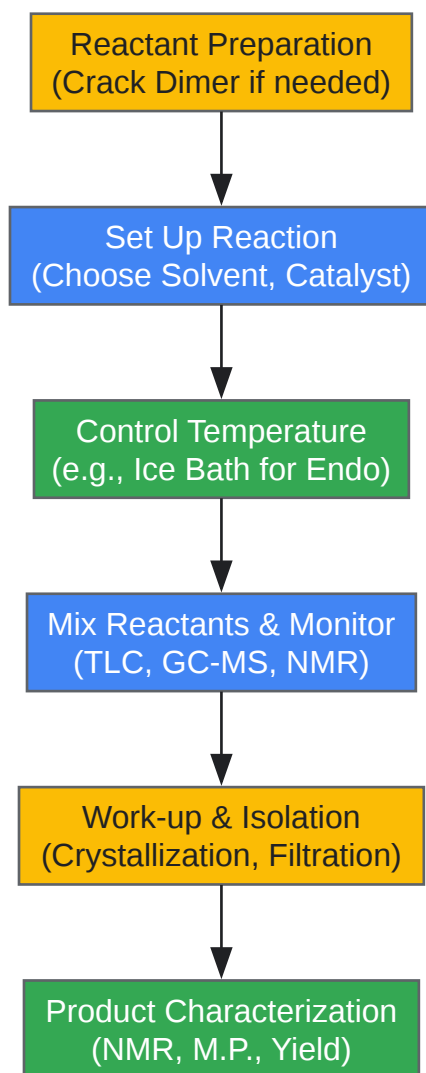 Reactant Preparation
(Crack Dimer if needed)
Set Up Reaction
(Choose Solvent, Catalyst)
Control Temperature
(e.g., Ice Bath for Endo)
Mix Reactants & Monitor
(TLC, GC-MS, NMR)
Work-up & Isolation
(Crystallization, Filtration)
Product Characterization
(NMR, M.P., Yield)